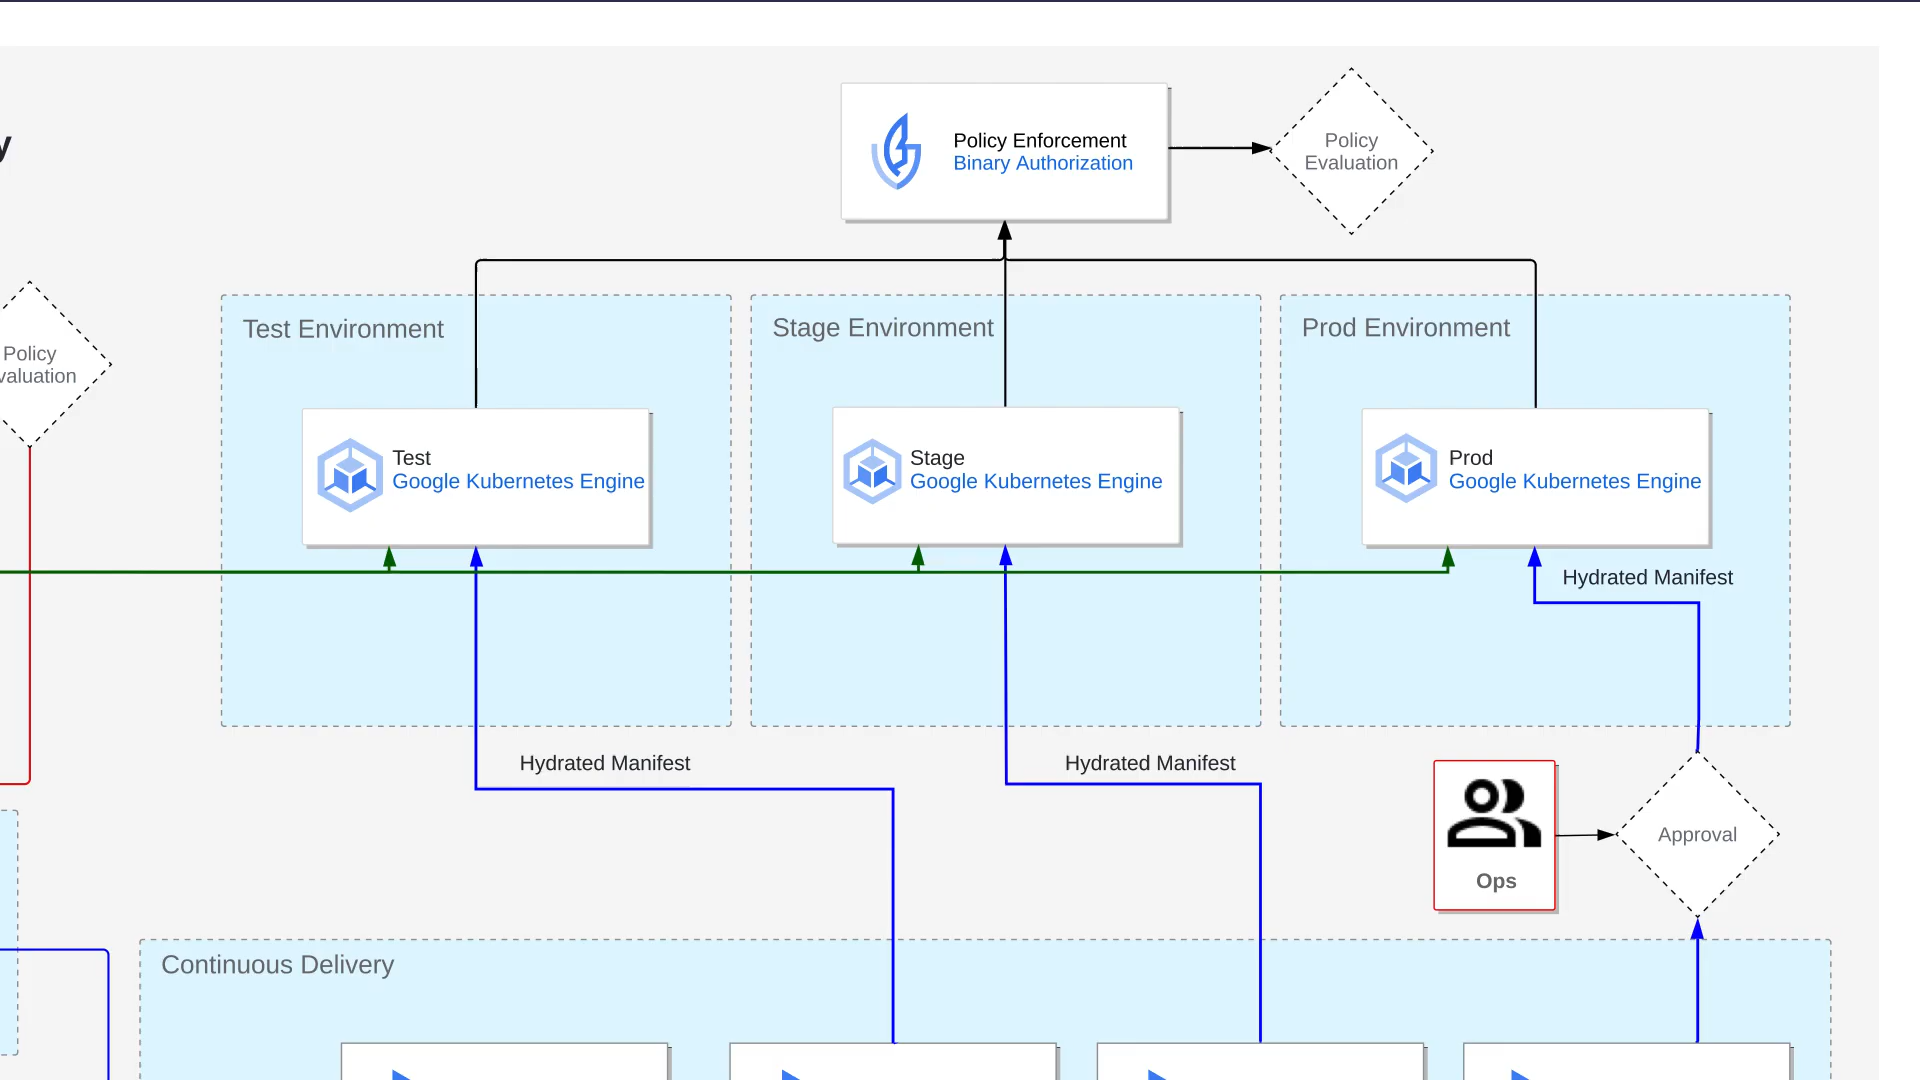 y
Policy Enforcement
Binary Authorization
Policy
Evaluation
Policy
valuation
Test Environment
Stage Environment
Prod Environment
Test
Google Kubernetes Engine
Stage
Google Kubernetes Engine
Prod
Google Kubernetes Engine
Hydrated Manifest
Hydrated Manifest
Hydrated Manifest
Ops
Approval
Continuous Delivery